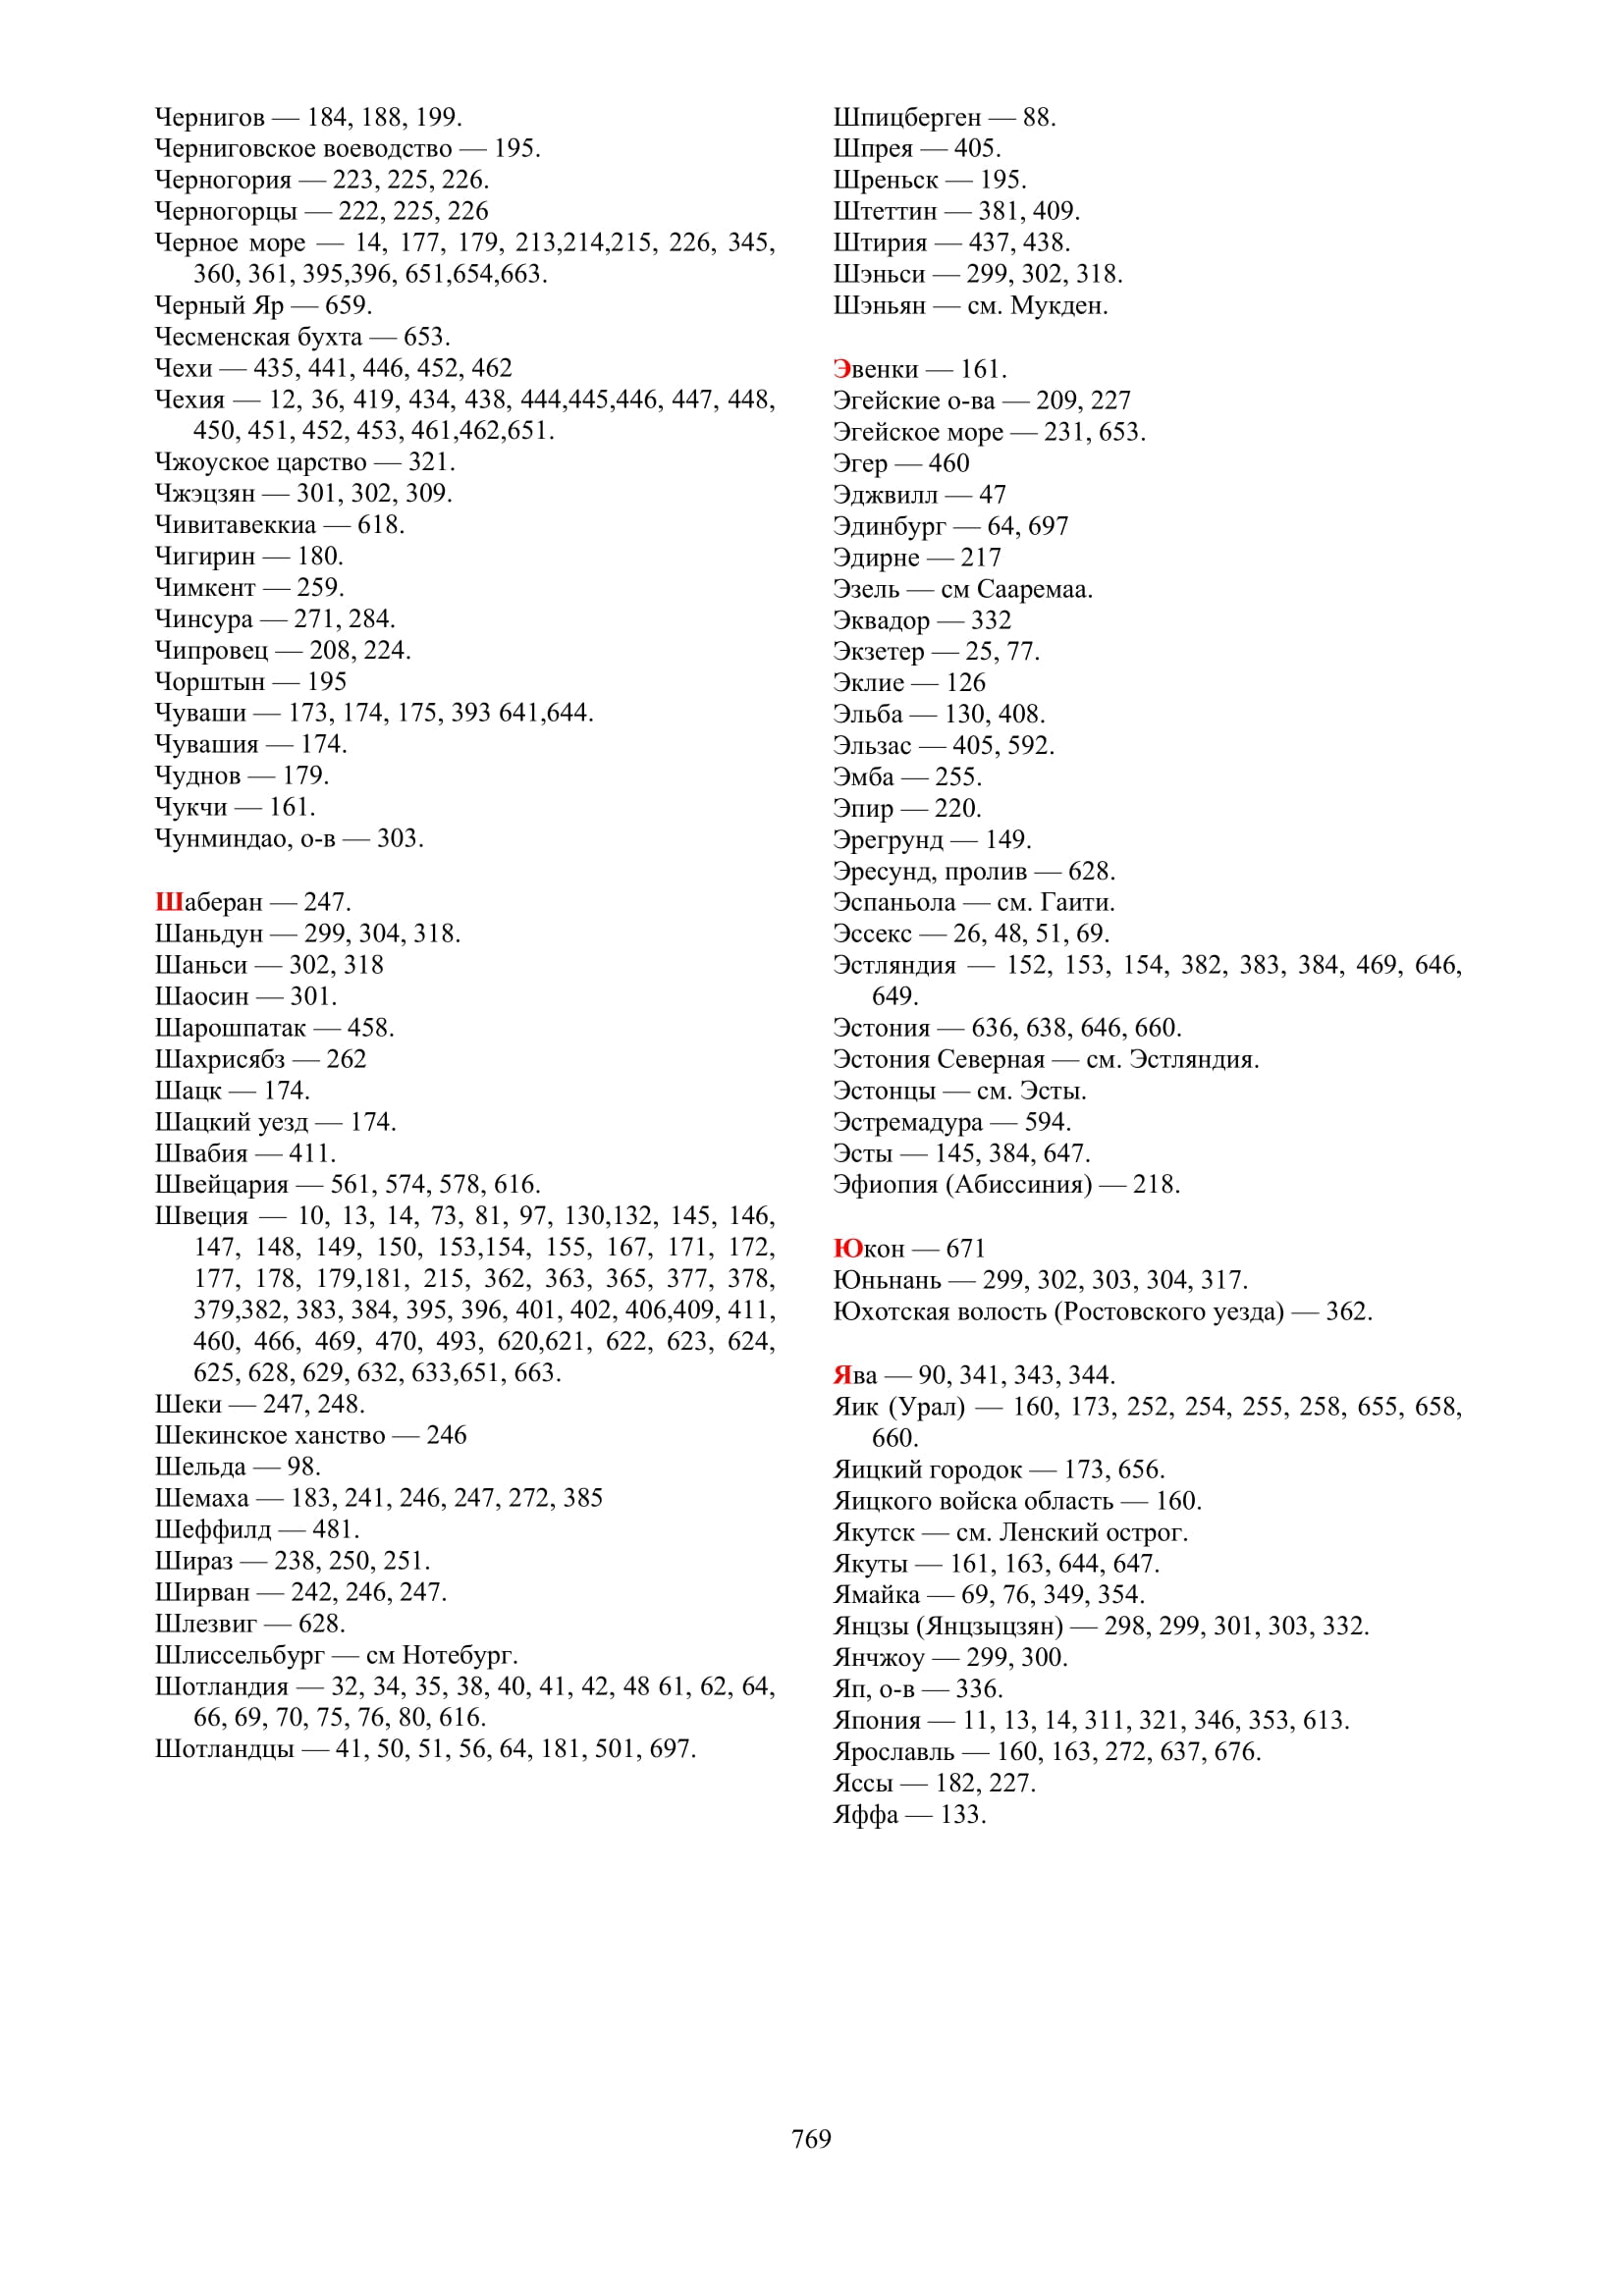 Чернигов — 184, 188, 199.
Черниговское воеводство — 195.
Черногория — 223, 225, 226.
Черногорцы — 222, 225, 226
Черное море — 14, 177, 179, 213,214,215, 226, 345,
360, 361, 395,396, 651,654,663.
Черный Яр — 659.
Чесменская бухта — 653.
Чехи — 435, 441, 446, 452, 462
Чехия — 12, 36, 419, 434, 438, 444,445,446, 447, 448,
450, 451, 452, 453, 461,462,651.
Чжоуское царство — 321.
Чжэцзян — 301, 302, 309.
Чивитавеккиа — 618.
Чигирин — 180.
Чимкент — 259.
Чинсура — 271, 284.
Чипровец — 208, 224.
Чорштын — 195
Чуваши — 173, 174, 175, 393 641,644.
Чувашия — 174.
Чуднов — 179.
Чукчи — 161.
Чунминдао, о-в — 303.
Шаберан — 247.
Шаньдун — 299, 304, 318.
Шаньси — 302, 318
Шаосин — 301.
Шарошпатак — 458.
Шахрисябз — 262
Шацк — 174.
Шацкий уезд — 174.
Швабия — 411.
Швейцария — 561, 574, 578, 616.
Швеция — 10, 13, 14, 73, 81, 97, 130,132, 145, 146,
147, 148, 149, 150, 153,154, 155, 167, 171, 172,
177, 178, 179,181, 215, 362, 363, 365, 377, 378,
379,382, 383, 384, 395, 396, 401, 402, 406,409, 411,
460, 466, 469, 470, 493, 620,621, 622, 623, 624,
625, 628, 629, 632, 633,651, 663.
Шеки — 247, 248.
Шекинское ханство — 246
Шельда — 98.
Шемаха — 183, 241, 246, 247, 272, 385
Шеффилд — 481.
Шираз — 238, 250, 251.
Ширван — 242, 246, 247.
Шлезвиг — 628.
Шлиссельбург — см Нотебург.
Шотландия — 32, 34, 35, 38, 40, 41, 42, 48 61, 62, 64,
66, 69, 70, 75, 76, 80, 616.
Шотландцы — 41, 50, 51, 56, 64, 181, 501, 697.
Шпицберген — 88.
Шпрея — 405.
Шреньск — 195.
Штеттин — 381, 409.
Штирия — 437, 438.
Шэньси — 299, 302, 318.
Шэньян — см. Мукден.
Эвенки — 161.
Эгейские о-ва — 209, 227
Эгейское море — 231, 653.
Эгер — 460
Эджвилл — 47
Эдинбург — 64, 697
Эдирне — 217
Эзель — см Сааремаа.
Эквадор — 332
Экзетер — 25, 77.
Эклие — 126
Эльба — 130, 408.
Эльзас — 405, 592.
Эмба — 255.
Эпир — 220.
Эрегрунд — 149.
Эресунд, пролив — 628.
Эспаньола — см. Гаити.
Эссекс — 26, 48, 51, 69.
Эстляндия — 152, 153, 154, 382, 383, 384, 469, 646,
649.
Эстония — 636, 638, 646, 660.
Эстония Северная — см. Эстляндия.
Эстонцы — см. Эсты.
Эстремадура — 594.
Эсты — 145, 384, 647.
Эфиопия (Абиссиния) — 218.
Юкон — 671
Юньнань — 299, 302, 303, 304, 317.
Юхотская волость (Ростовского уезда) — 362.
Ява — 90, 341, 343, 344.
Яик (Урал) — 160, 173, 252, 254, 255, 258, 655, 658,
660.
Яицкий городок — 173, 656.
Яицкого войска область — 160.
Якутск — см. Ленский острог.
Якуты — 161, 163, 644, 647.
Ямайка — 69, 76, 349, 354.
Янцзы (Янцзыцзян) — 298, 299, 301, 303, 332.
Янчжоу — 299, 300.
Яп, о-в — 336.
Япония — 11, 13, 14, 311, 321, 346, 353, 613.
Ярославль — 160, 163, 272, 637, 676.
Яссы — 182, 227.
Яффа — 133.
769